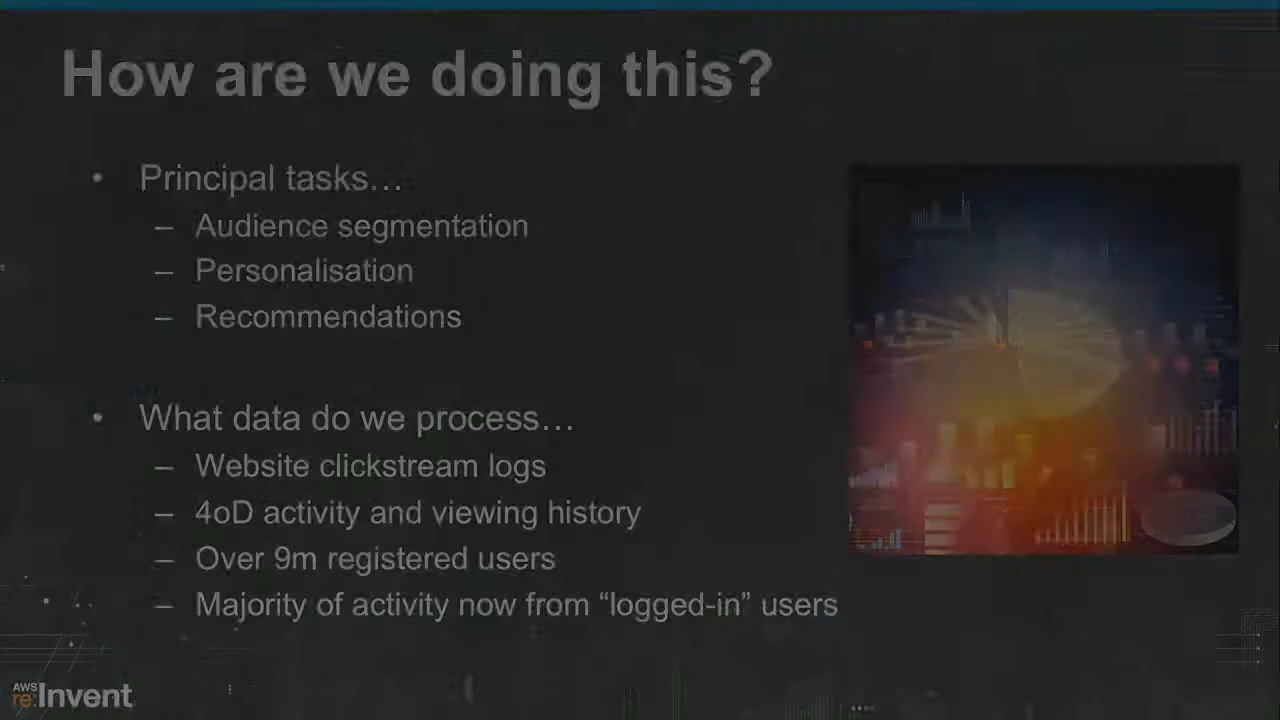 How are we doing this?
• Principal tasks…
– Audience segmentation
– Personalisation
– Recommendations
• What data do we process…
– Website clickstream logs
– 4oD activity and viewing history
– Over 9m registered users
– Majority of activity now from “logged-in” users
AWS
re:Invent